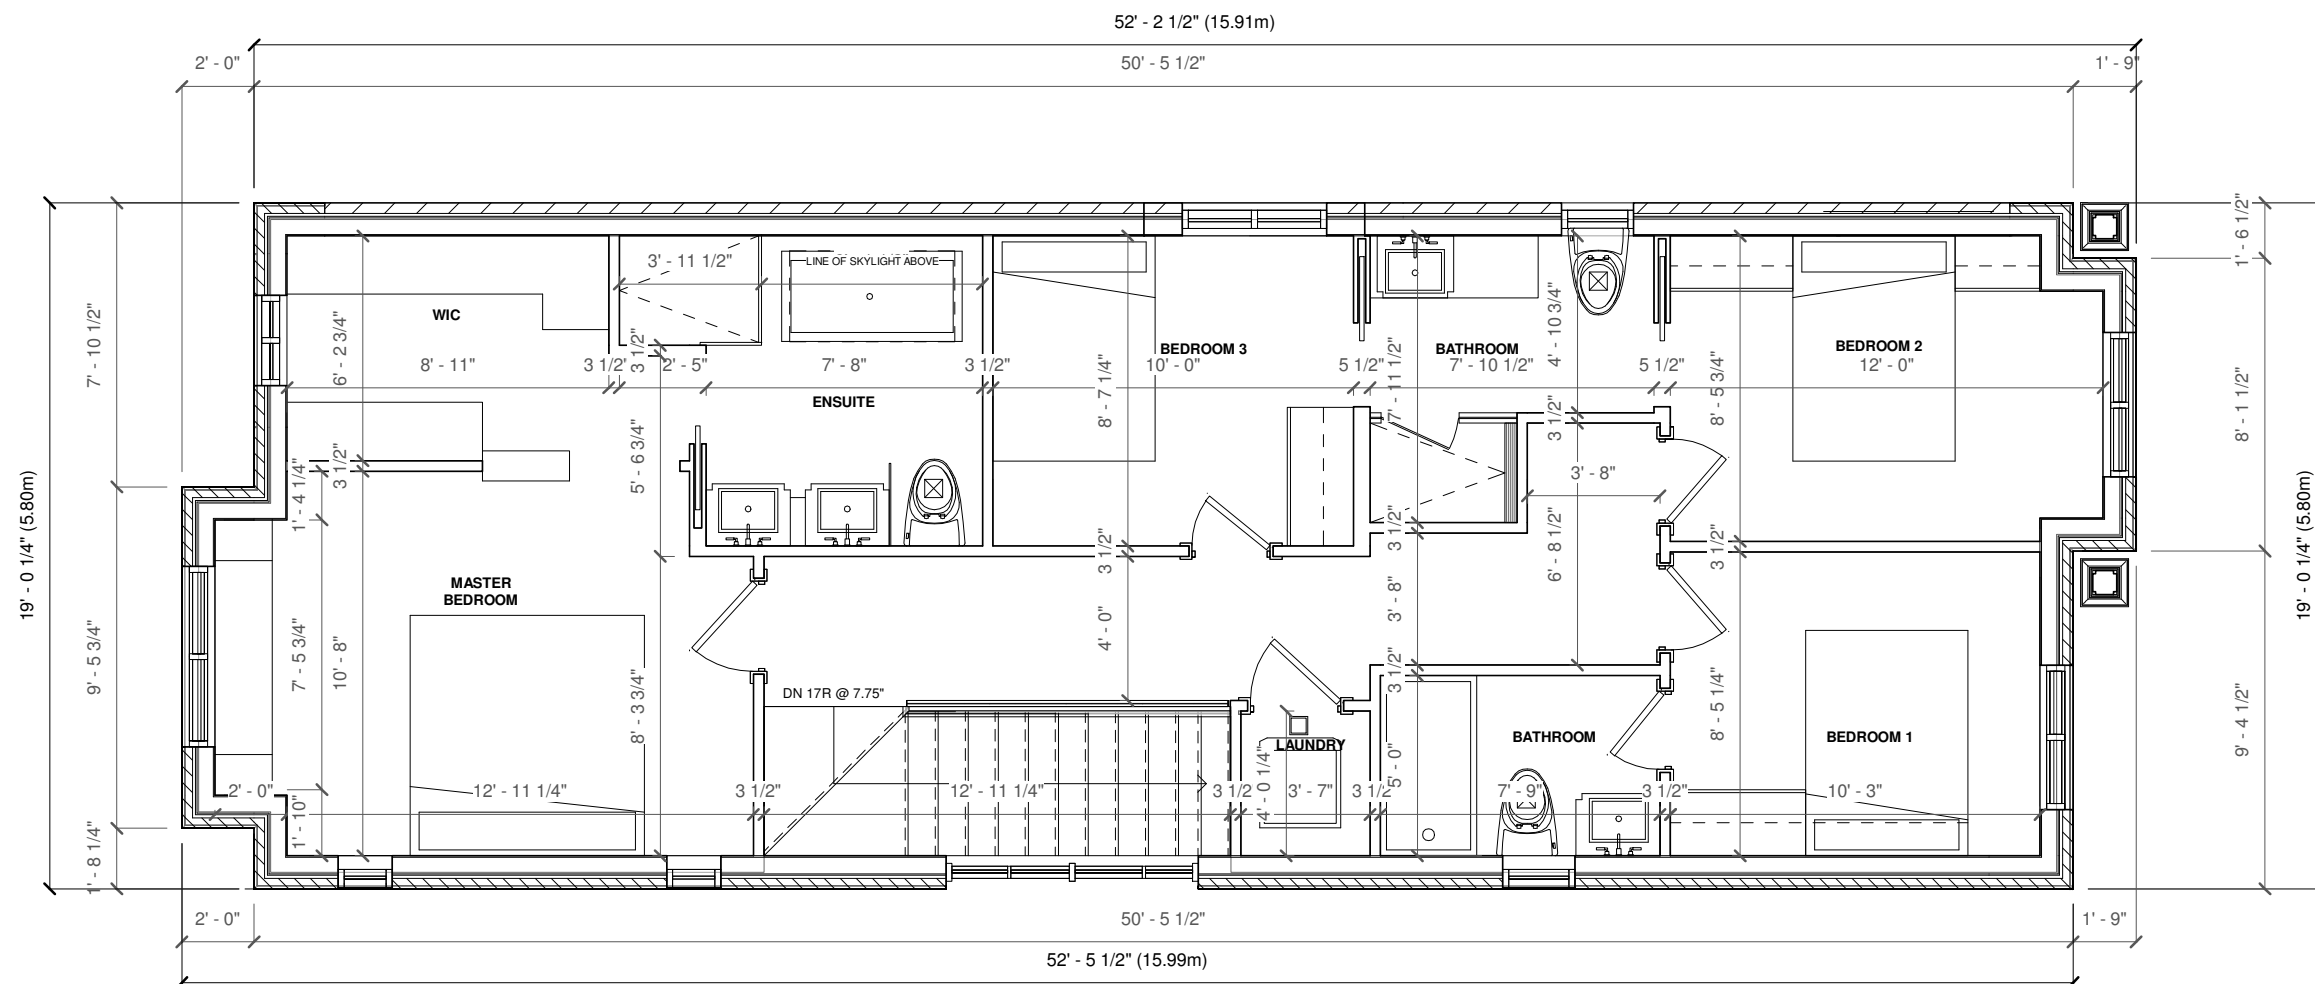 52' - 2 1/2" (15.91m)
2' - 0"
50' - 5 1/2"
1' - 9"
19' - 0 1/4" (5.80m)
7' - 10 1/2"
9' - 5 3/4"
1' - 8 1/4"
1' - 6 1/2"
8' - 1 1/2"
9' - 4 1/2"
19' - 0 1/4" (5.80m)
3' - 11 1/2"
LINE OF SKYLIGHT ABOVE
WIC
6' - 2 3/4"
8' - 11"
3 1/2"
3 1/2"
2' - 5"
7' - 8"
3 1/2"
ENSUITE
BEDROOM 3
10' - 0"
8' - 7 1/4"
5 1/2"
7' - 11 1/2"
BATHROOM
7' - 10 1/2"
4' - 10 3/4"
5 1/2"
8' - 5 3/4"
BEDROOM 2
12' - 0"
3 1/2"
1' - 4 1/4"
3 1/2"
5' - 6 3/4"
3' - 8"
3 1/2"
3 1/2"
6' - 8 1/2"
3 1/2"
MASTER
BEDROOM
7' - 5 3/4"
10' - 8"
8' - 3 3/4"
4' - 0"
3' - 8"
3 1/2"
DN 17R @ 7.75"
8' - 5 1/4"
LAUNDRY
BATHROOM
BEDROOM 1
4' - 0 1/4"
5' - 0"
2' - 0"
12' - 11 1/4"
3 1/2"
12' - 11 1/4"
3 1/2
3' - 7"
3 1/2"
7' - 9"
3 1/2"
10' - 3"
1' - 10"
2' - 0"
50' - 5 1/2"
1' - 9"
52' - 5 1/2" (15.99m)